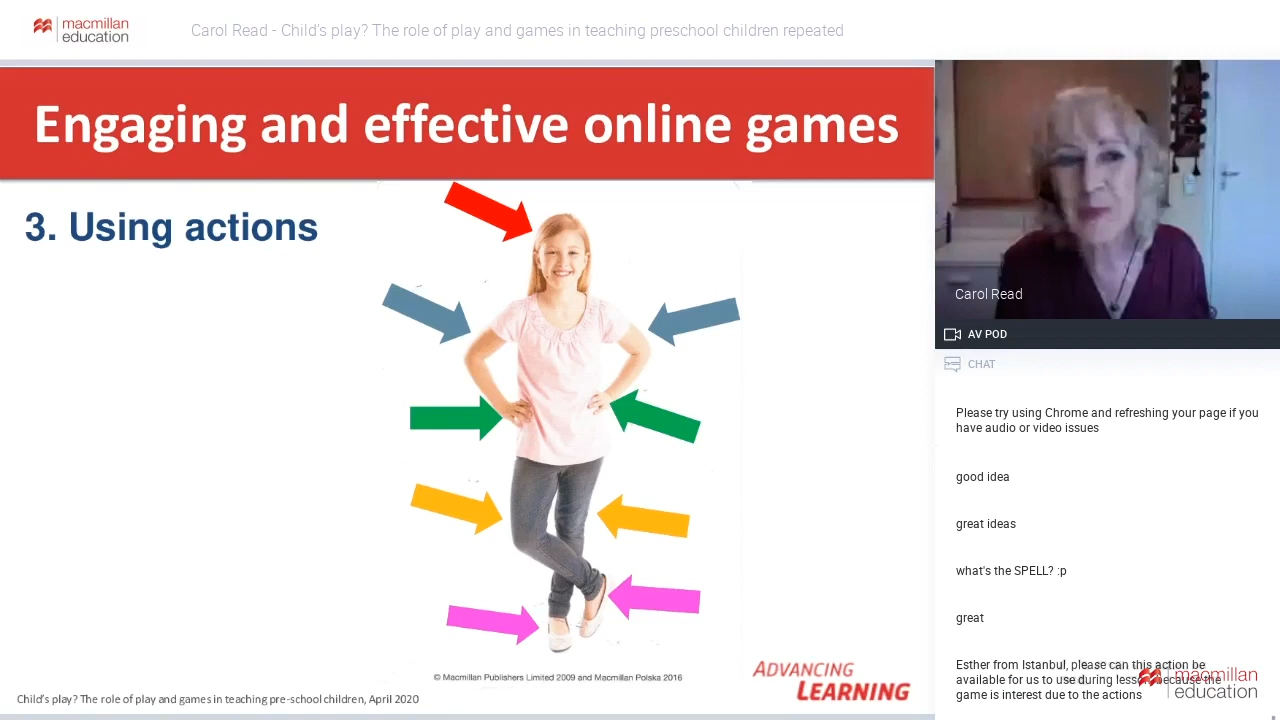 macmillan
education
Carol Read - Child's play? The role of play and games in teaching preschool children repeated
Engaging and effective online games
3. Using actions
© Macmillan Publishers Limited 2009 and Macmillan Polska 2016
ADVANCING
LEARNING
Child's play? The role of play and games in teaching pre-school children, April 2020
Carol Read
AV POD
CHAT
Please try using Chrome and refreshing your page if you
have audio or video issues
good idea
great ideas
what's the SPELL? :p
great
Esther from Istanbul, please can this action be
available for us to use during lesson because the
game is interest due to the actions
macmillan
education